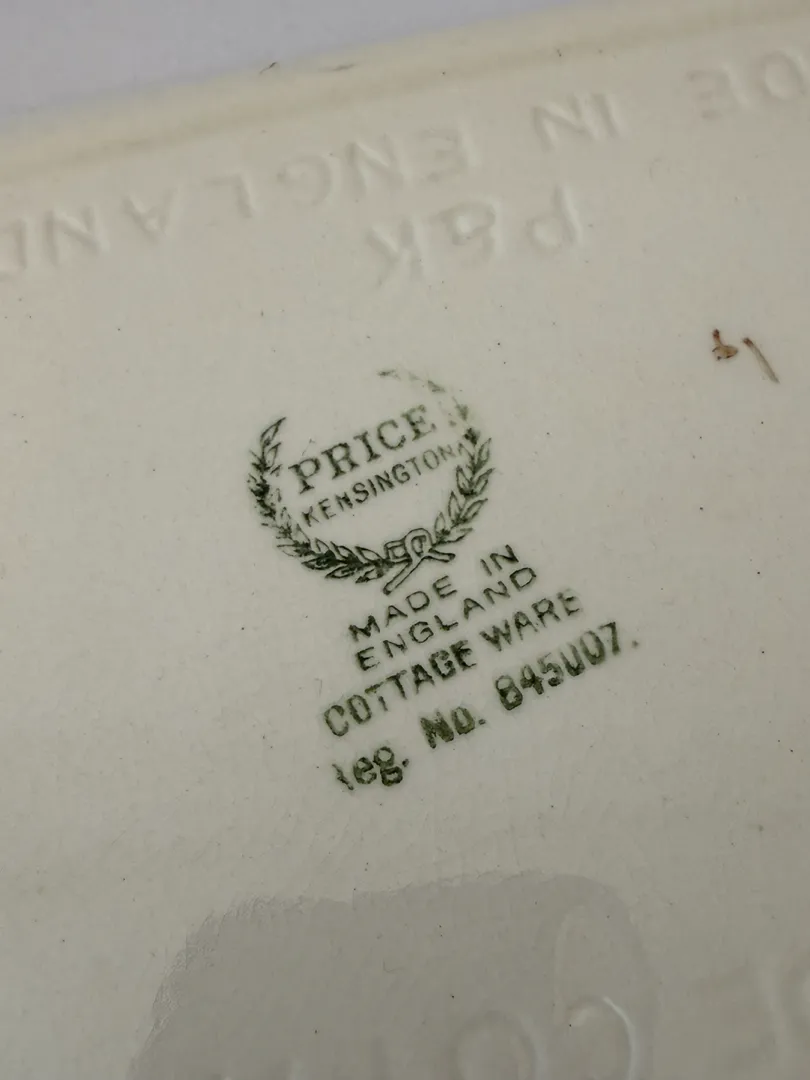 MADE IN ENGLAND
P&K
PRICE
KENSINGTON
MADE IN
ENGLAND
COTTAGE WARE
Reg. No. 845007.